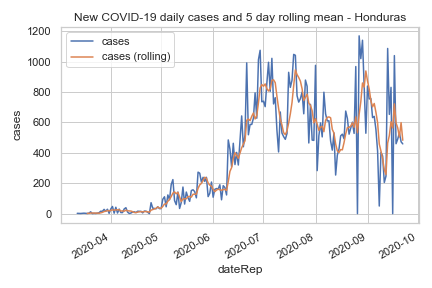 New COVID-19 daily cases and 5 day rolling mean - Honduras
cases
cases (rolling)
1200
1000
800
600
400
200
0
cases
2020-04
2020-05
2020-06
2020-07
2020-08
2020-09
2020-10
dateRep